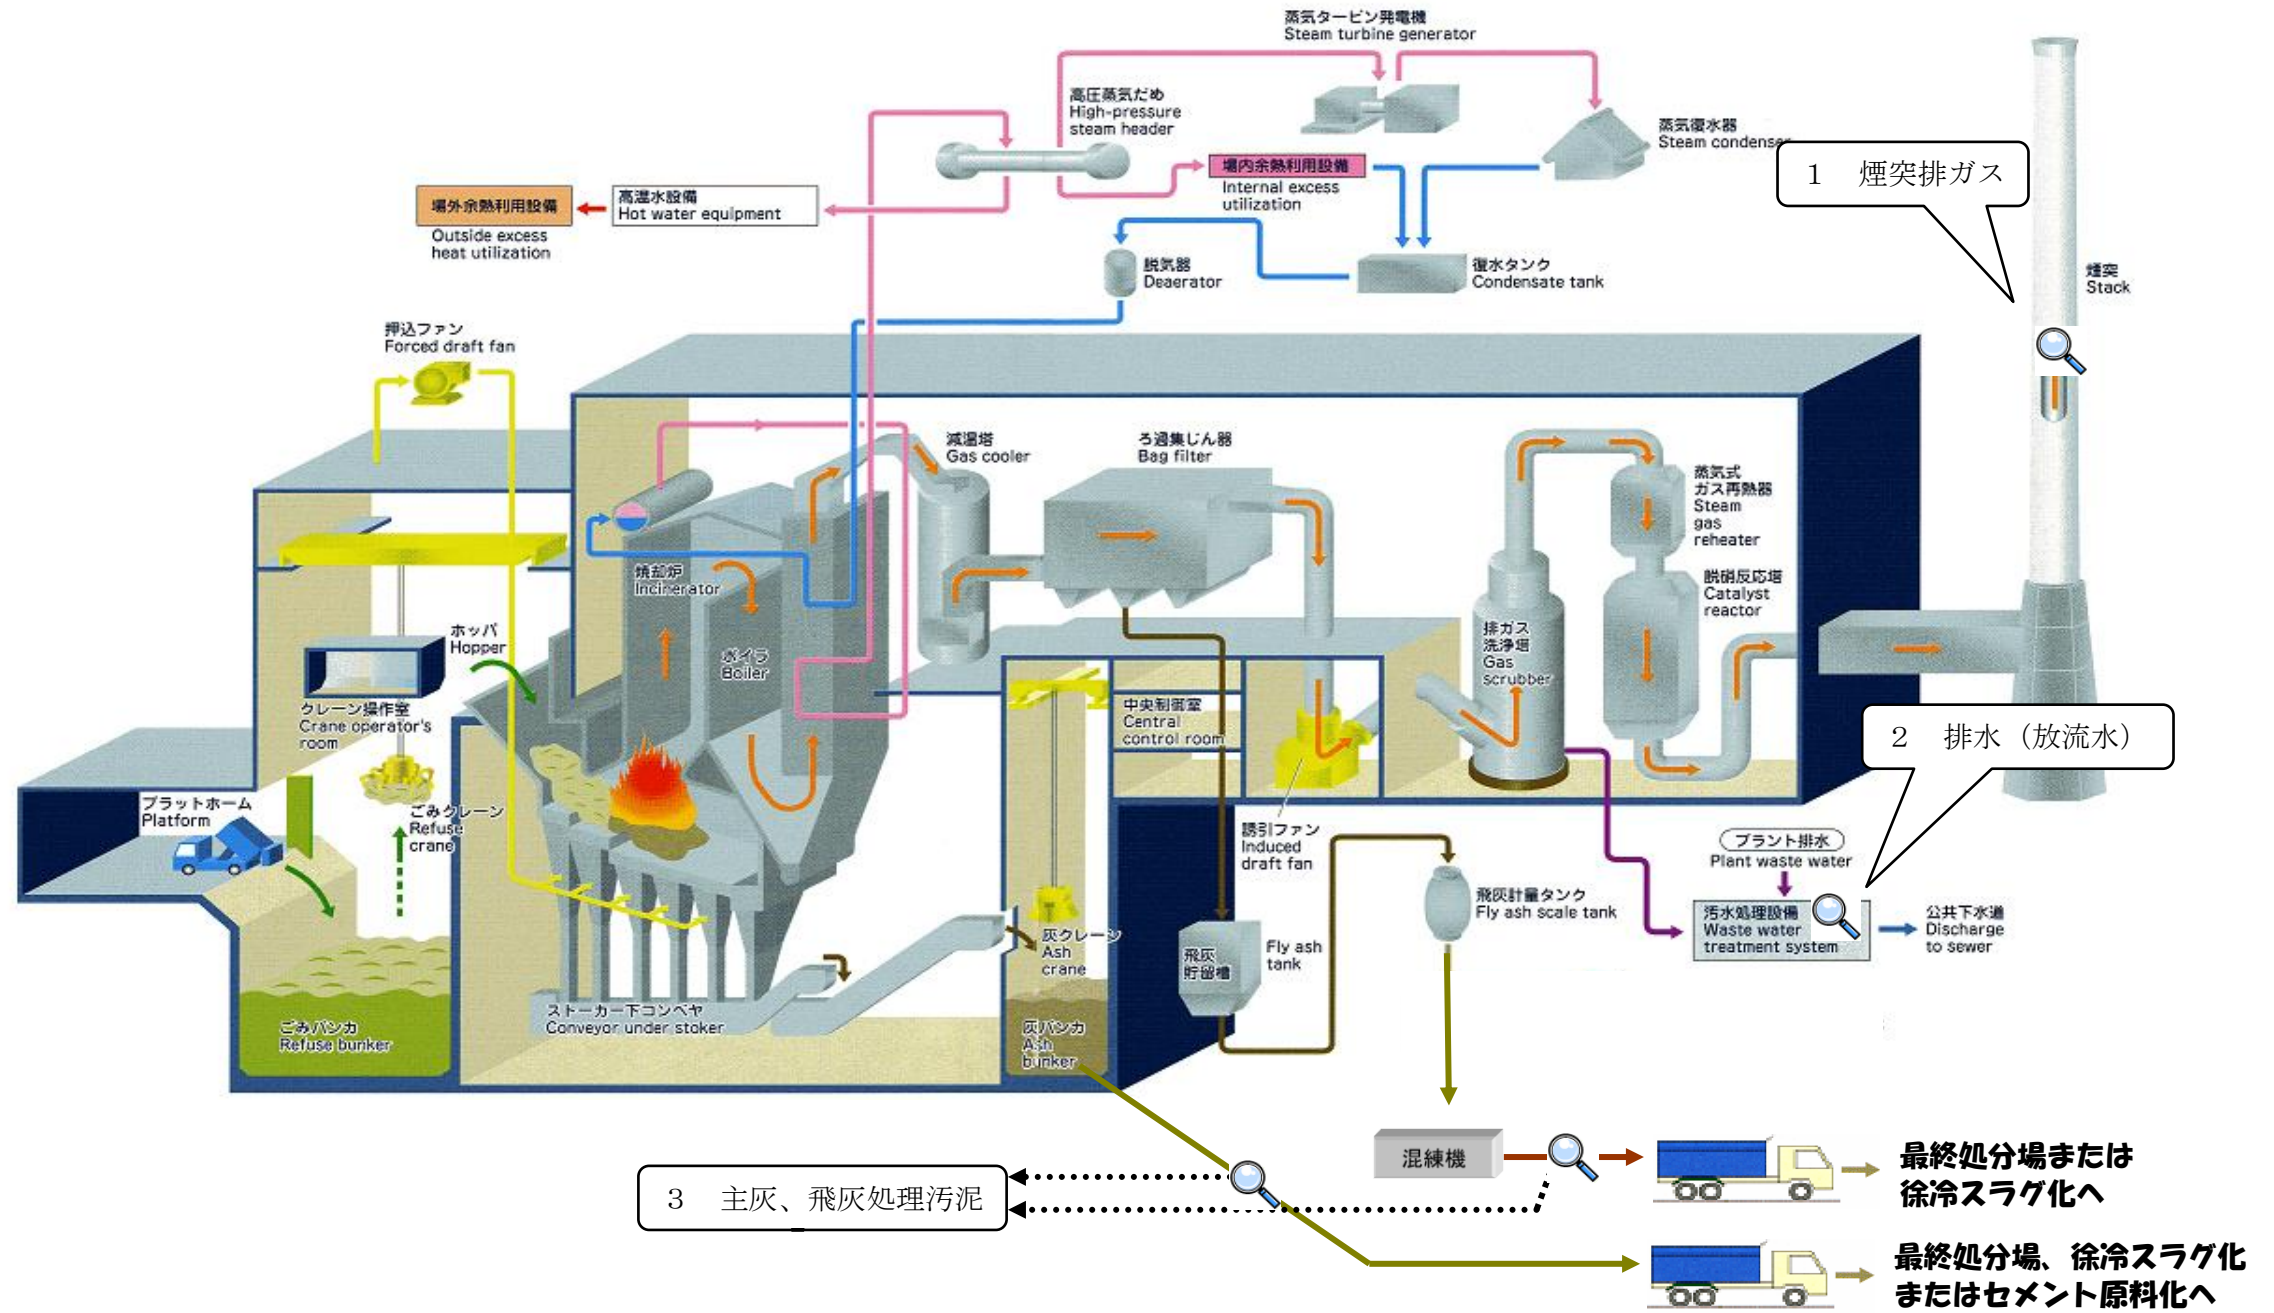 蒸気タービン発電機
Steam turbine generator
高圧蒸気だめ
High-pressure
steam header
蒸気復水器
Steam condenser
1 煙突排ガス
場内余熱利用設備
Internal excess
utilization
場外余熱利用設備
Outside excess
heat utilization
高温水設備
Hot water equipment
脱気器
Deaerator
復水タンク
Condensate tank
煙突
Stack
押込ファン
Forced draft fan
減温塔
Gas cooler
ろ過集じん器
Bag filter
蒸気式
ガス再熱器
Steam
gas
reheater
焼却炉
Incinerator
脱硝反応塔
Catalyst
reactor
ホッパ
Hopper
ボイラ
Boiler
排ガス
洗浄塔
Gas
scrubber
クレーン操作室
Crane operator's
room
中央制御室
Central
control room
2 排水（放流水）
プラットホーム
Platform
ごみクレーン
Refuse
crane
誘引ファン
Induced
draft fan
プラント排水
Plant waste water
飛灰計量タンク
Fly ash scale tank
汚水処理設備
Waste water
treatment system
公共下水道
Discharge
to sewer
灰クレーン
Ash
crane
飛灰
貯留槽
Fly ash
tank
ストーカー下コンベヤ
Conveyor under stoker
ごみバンカ
Refuse bunker
灰バンカ
Ash
bunker
混練機
最終処分場または
徐冷スラグ化へ
3 主灰、飛灰処理汚泥
最終処分場、徐冷スラグ化
またはセメント原料化へ